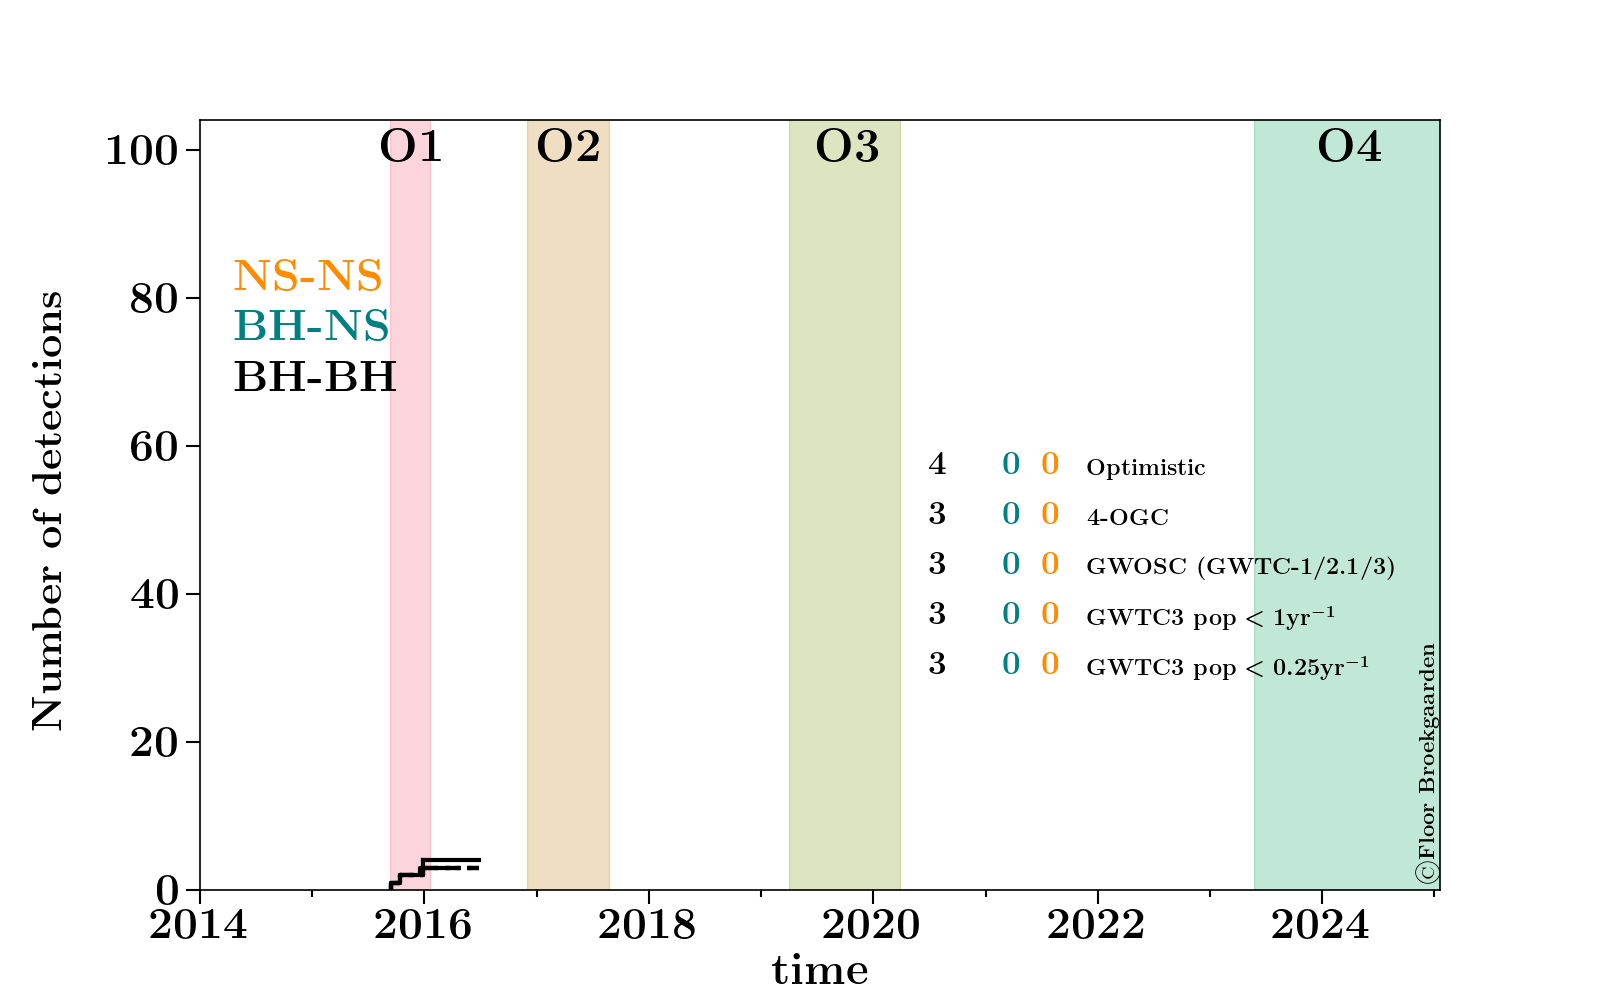 O1 O2 O3 O4
100
80
60
40
20
0
Number of detections
NS-NS
BH-NS
BH-BH
4 0 0 Optimistic
3 0 0 4-OGC
3 0 0 GWOSC (GWTC-1/2.1/3)
3 0 0 GWTC3 pop < 1yr⁻¹
3 0 0 GWTC3 pop < 0.25yr⁻¹
©Floor Broekgaarden
2014 2016 2018 2020 2022 2024
time